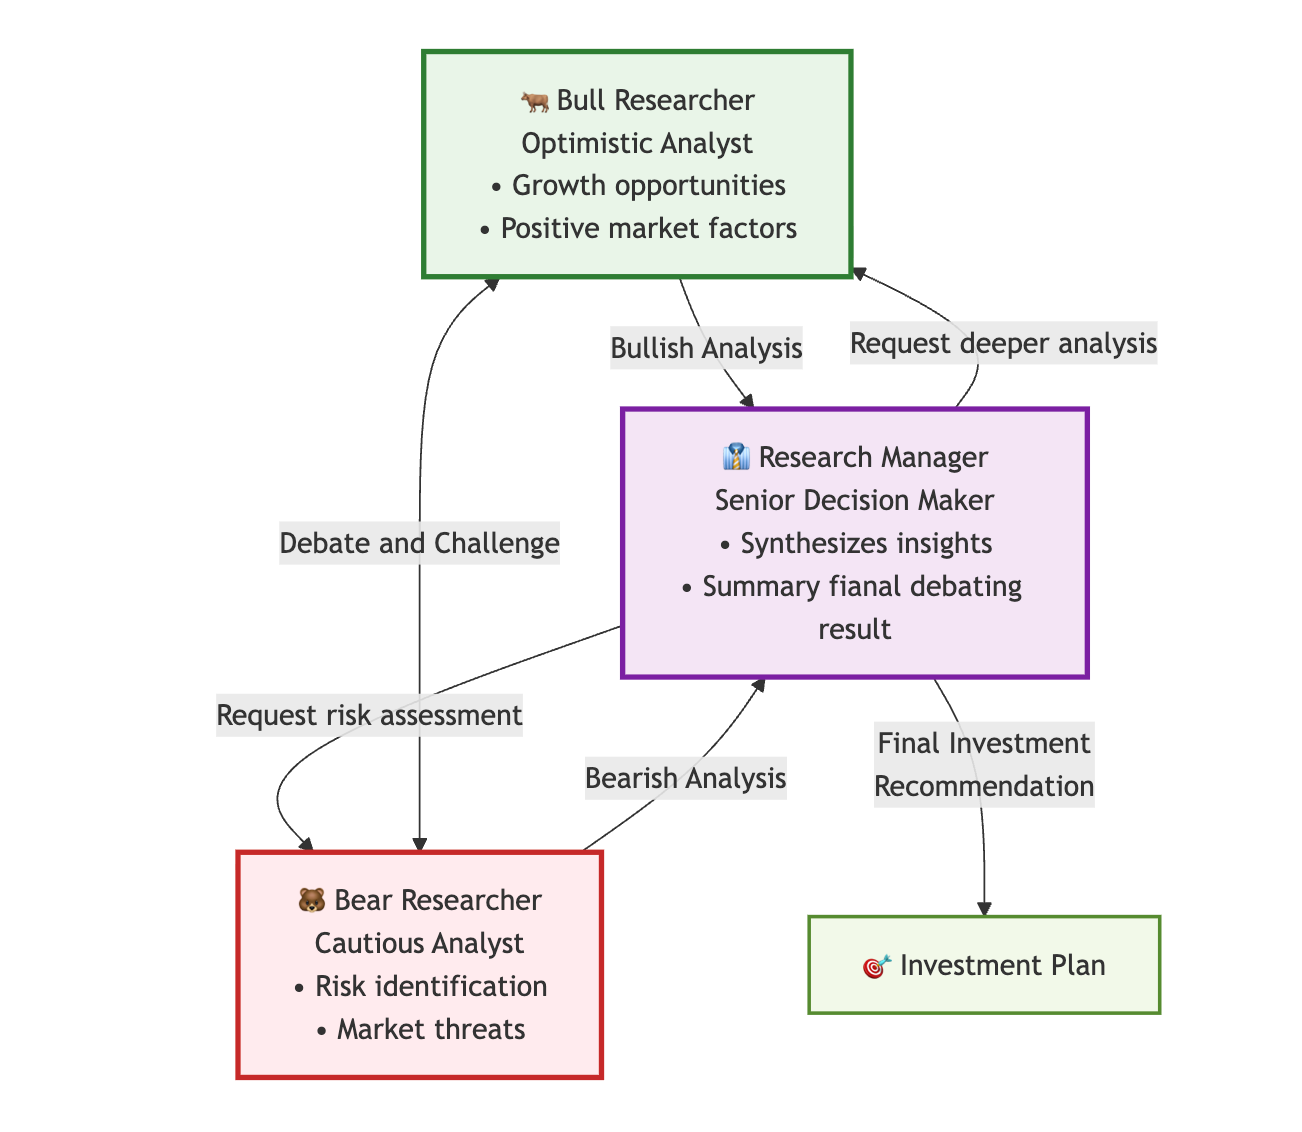 🐂 Bull Researcher
Optimistic Analyst
• Growth opportunities
• Positive market factors
Bullish Analysis
Request deeper analysis
👔 Research Manager
Senior Decision Maker
• Synthesizes insights
• Summary fianal debating
result
Debate and Challenge
Request risk assessment
Bearish Analysis
Final Investment
Recommendation
🐻 Bear Researcher
Cautious Analyst
• Risk identification
• Market threats
🎯 Investment Plan